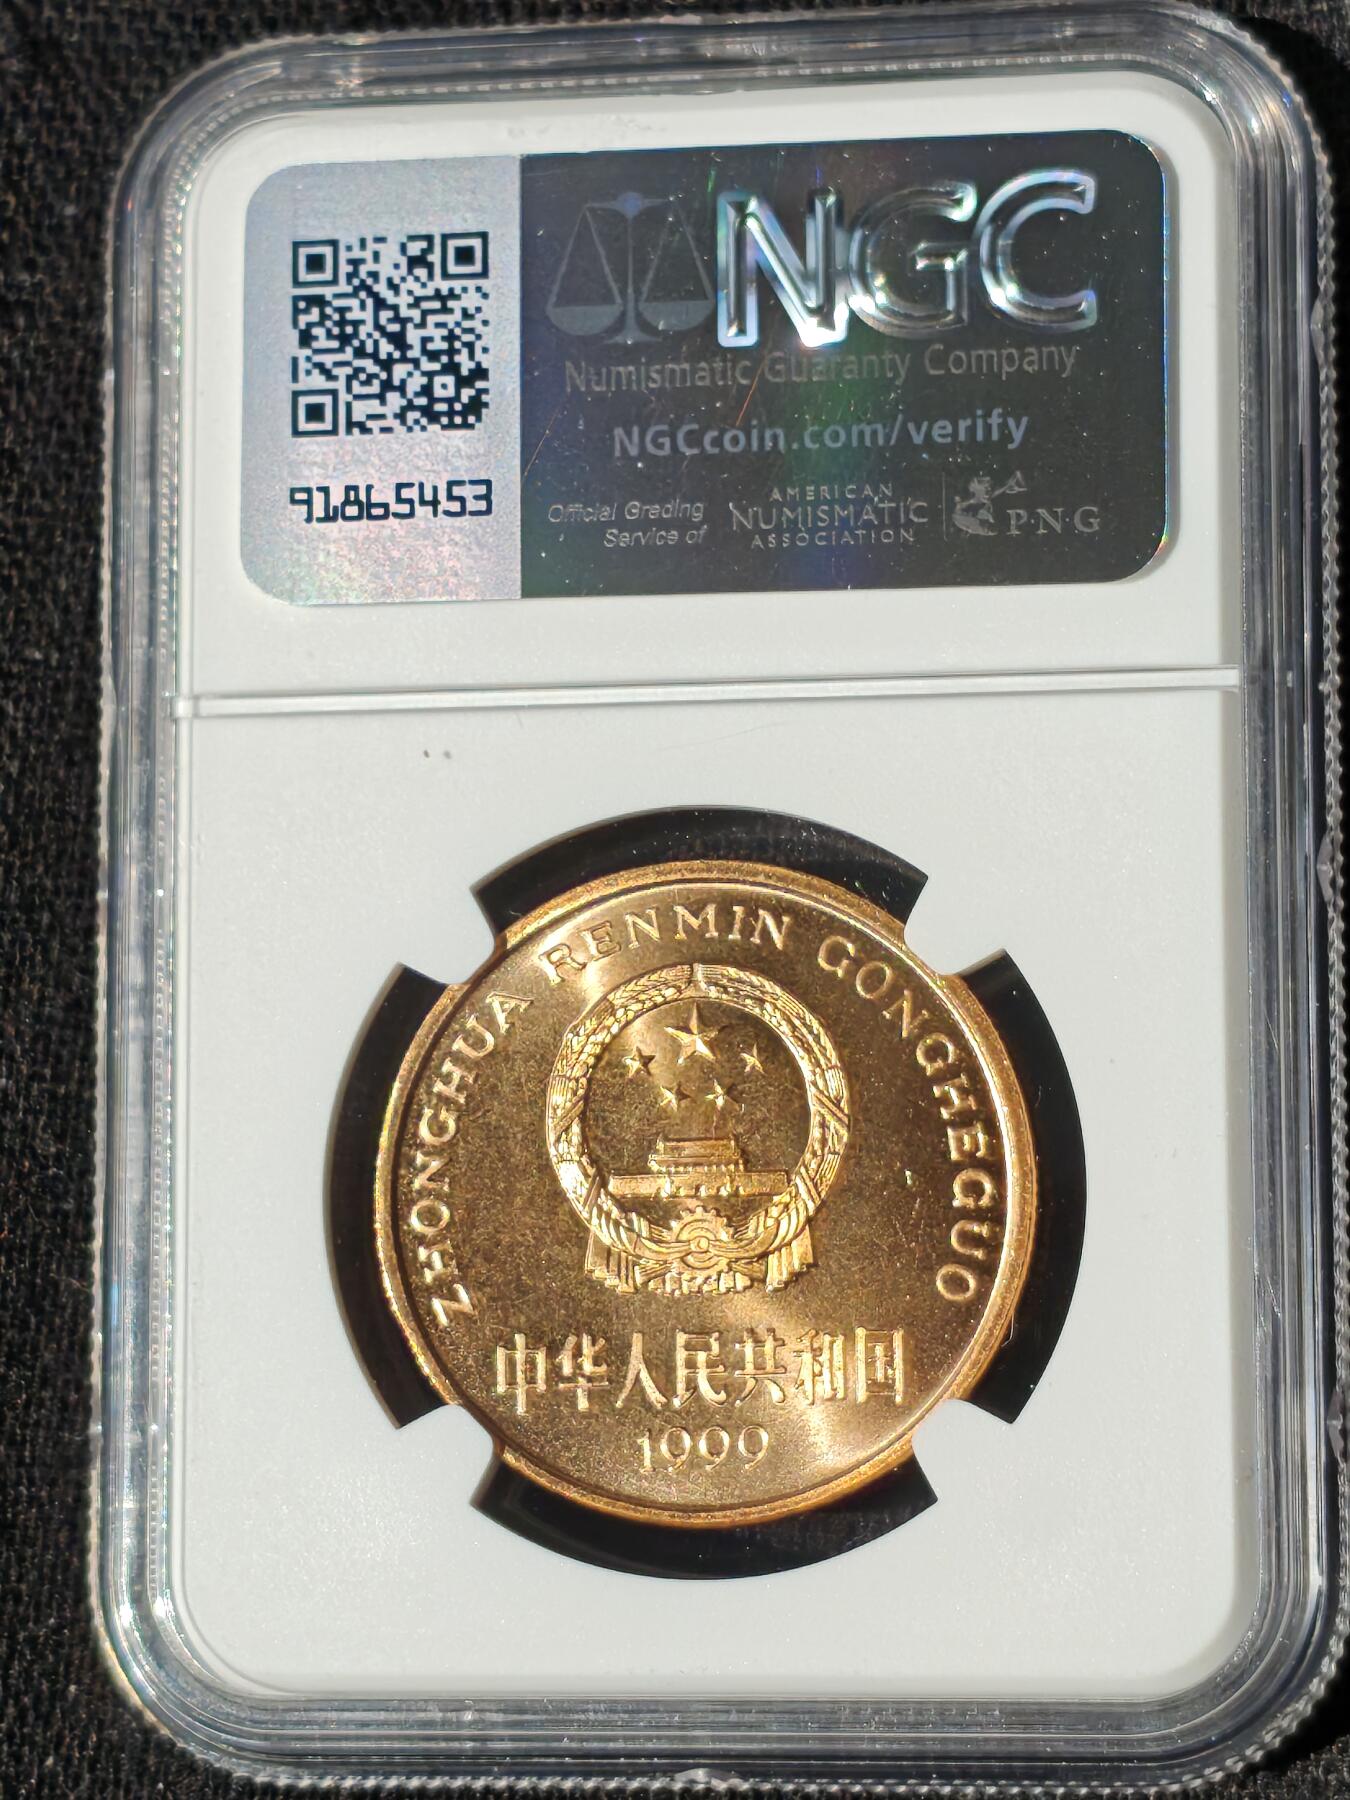 NGC
Numismatic Guaranty Company
NGCcoin.com/verify
91865453
Official Grading
Service of
AMERICAN
NUMISMATIC
ASSOCIATION
P·N·G
ZHONGHUA RENMIN GONGHEGUO
中华人民共和国
1999